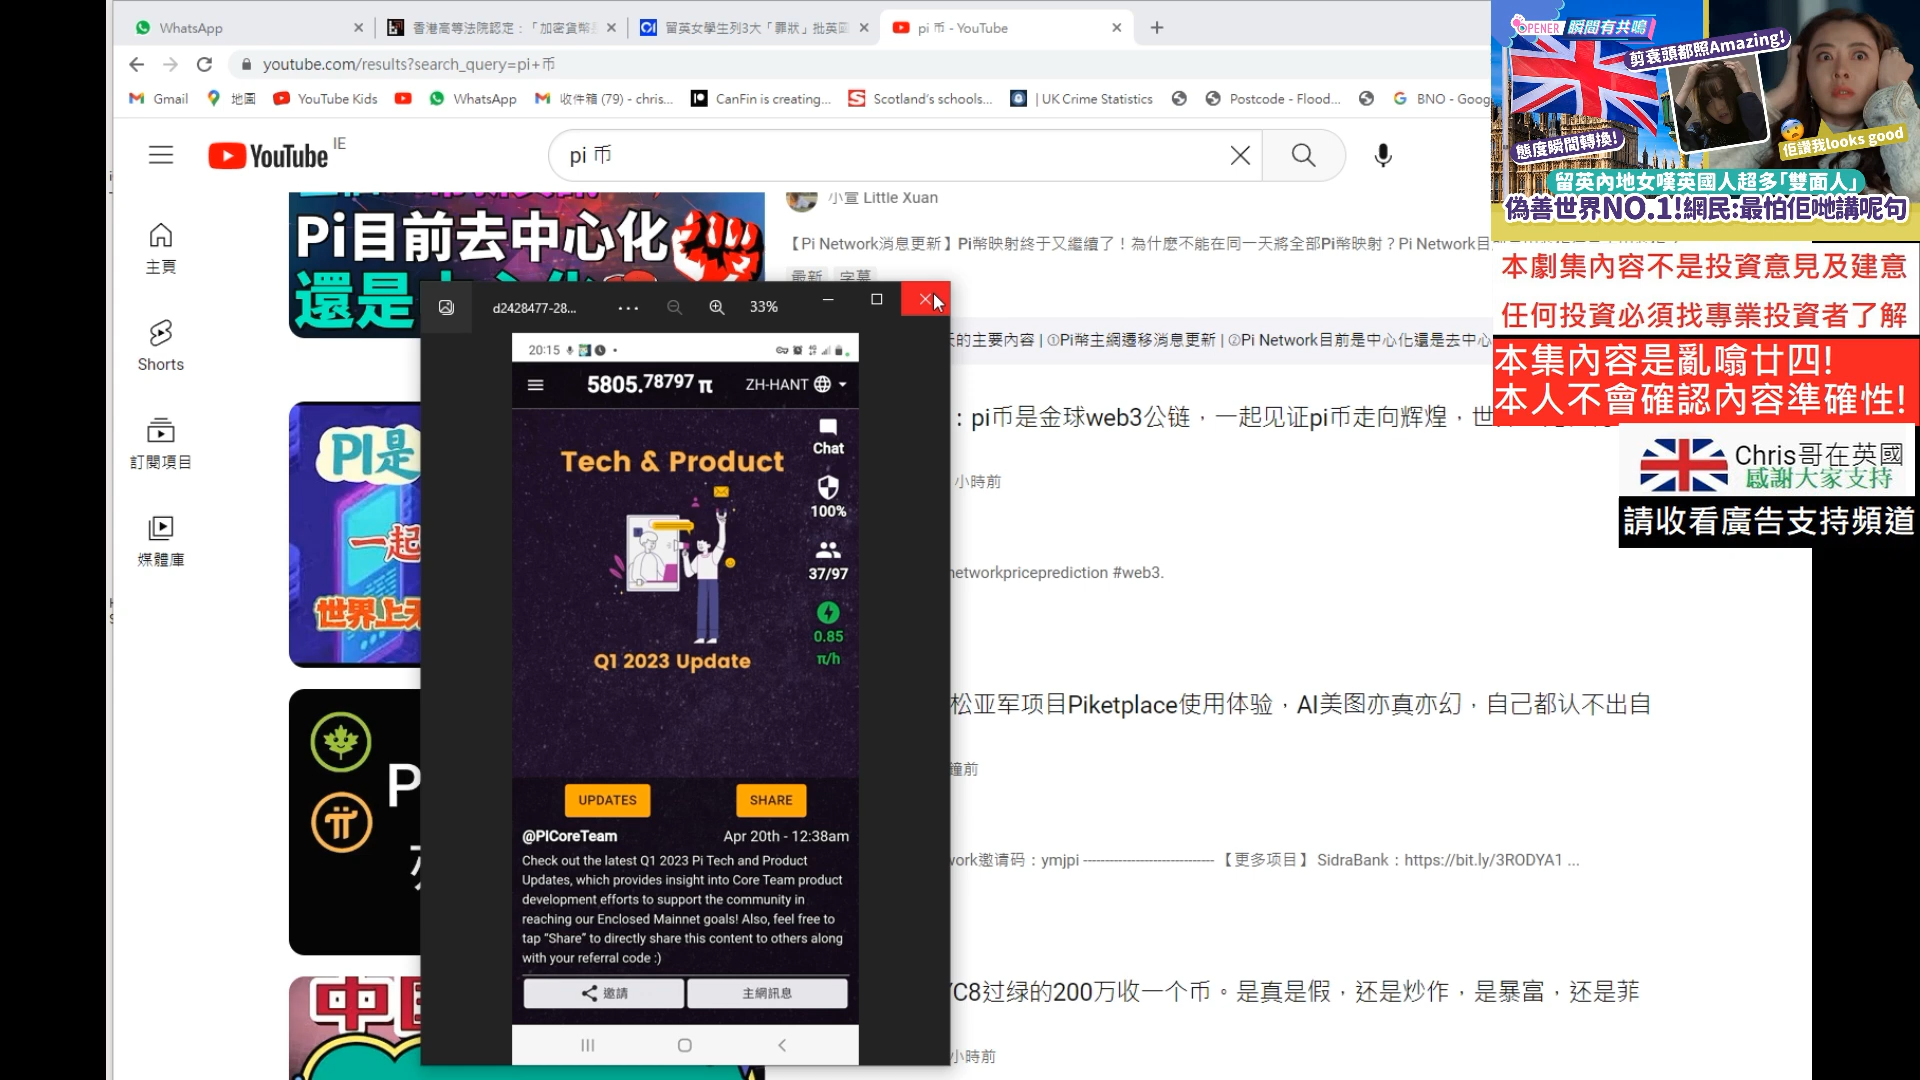 WhatsApp
香港高等法院認定：「加密貨幣
留英女學生列3大「罪狀」批英國
pi 币 - YouTube
youtube.com/results?search_query=pi+币
Gmail
地圖
YouTube Kids
WhatsApp
收件箱 (79) - chris...
CanFin is creating...
Scotland's schools...
| UK Crime Statistics
Postcode - Flood...
BNO - Goog
YouTube IE
pi 币
主頁
Shorts
訂閱項目
媒體庫
Pi目前去中心化
還是
小宣 Little Xuan
【Pi Network消息更新】Pi幣映射终于又繼續了！為什麼不能在同一天將全部Pi幣映射？Pi Network目
最新
字幕
的主要內容 | ①Pi幣主網遷移消息更新 | ②Pi Network目前是中心化還是去中心
：pi币是金球web3公链，一起见证pi币走向辉煌，世
小時前
networkpriceprediction #web3.
松亚军项目Piketplace使用体验，AI美图亦真亦幻，自己都认不出自
鐘前
work邀请码：ymjpi
【更多项目】SidraBank：https://bit.ly/3RODYA1 ...
C8过绿的200万收一个币。是真是假，还是炒作，是暴富，还是菲
小時前
PI是
一起
世界上
P
中
d2428477-28...
33%
20:15
5805.78797 π
ZH-HANT
Tech & Product
Chat
100%
37/97
0.85
π/h
Q1 2023 Update
UPDATES
SHARE
@PICoreTeam
Apr 20th - 12:38am
Check out the latest Q1 2023 Pi Tech and Product
Updates, which provides insight into Core Team product
development efforts to support the community in
reaching our Enclosed Mainnet goals! Also, feel free to
tap “Share” to directly share this content to others along
with your referral code :)
邀請
主網訊息
OPENER 瞬間有共鳴
剪衰頭都照Amazing!
態度瞬間轉換!
佢讚我looks good
留英內地女嘆英國人超多「雙面人」
偽善世界NO.1!網民:最怕佢哋講呢句
本劇集內容不是投資意見及建意
任何投資必須找專業投資者了解
本集內容是亂噏廿四!
本人不會確認內容準確性!
Chris哥在英國
感謝大家支持
請收看廣告支持頻道